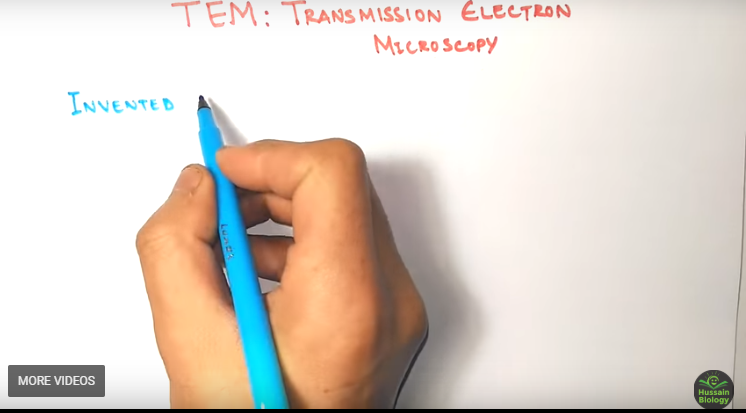 TEM: TRANSMISSION ELECTRON
MICROSCOPY
INVENTED
MORE VIDEOS
Hussain
Biology